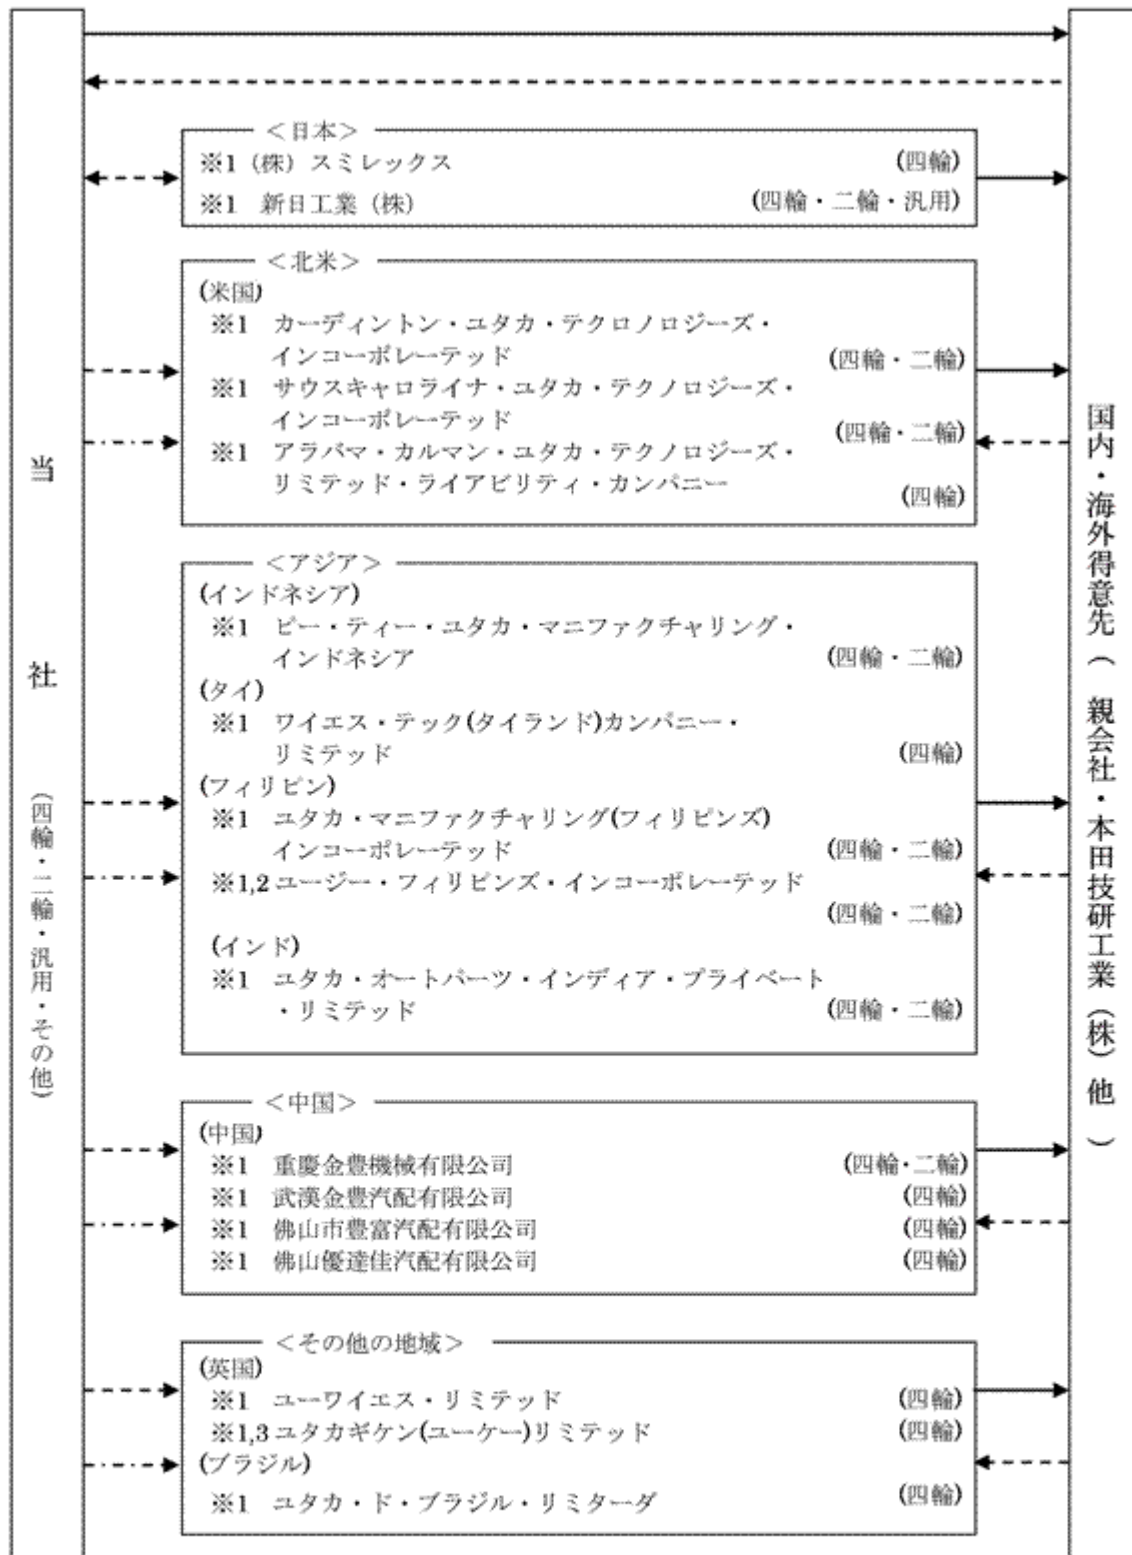 当社
(四輪・二輪・汎用・その他)
＜日本＞
※1（株）スミレックス (四輪)
※1 新日工業（株） (四輪・二輪・汎用)
＜北米＞
(米国)
※1 カーディントン・ユタカ・テクロノロジーズ・
インコーポレーテッド (四輪・二輪)
※1 サウスキャロライナ・ユタカ・テクノロジーズ・
インコーポレーテッド (四輪・二輪)
※1 アラバマ・カルマン・ユタカ・テクノロジーズ・
リミテッド・ライアビリティ・カンパニー
(四輪)
＜アジア＞
(インドネシア)
※1 ピー・ティー・ユタカ・マニファクチャリング・
インドネシア (四輪・二輪)
(タイ)
※1 ワイエス・テック(タイランド)カンパニー・
リミテッド (四輪)
(フィリピン)
※1 ユタカ・マニファクチャリング(フィリピンズ)
インコーポレーテッド (四輪・二輪)
※1,2 ユージー・フィリピンズ・インコーポレーテッド
(四輪・二輪)
(インド)
※1 ユタカ・オートパーツ・インディア・プライベート
・リミテッド (四輪・二輪)
＜中国＞
(中国)
※1 重慶金豊機械有限公司 (四輪・二輪)
※1 武漢金豊汽配有限公司 (四輪)
※1 佛山市豊富汽配有限公司 (四輪)
※1 佛山優達佳汽配有限公司 (四輪)
＜その他の地域＞
(英国)
※1 ユーワイエス・リミテッド (四輪)
※1,3 ユタカギケン(ユーケー)リミテッド (四輪)
(ブラジル)
※1 ユタカ・ド・ブラジル・リミターダ (四輪)
国内・海外得意先（親会社・本田技研工業（株）他）